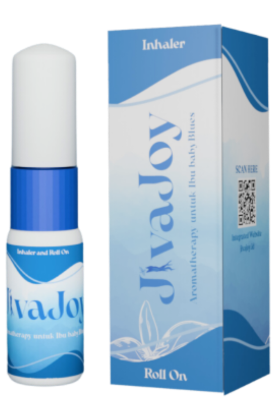 Inhaler and Roll On
JivaJoy
Aromatherapy untuk Ibu baby Blues
Inhaler
JivaJoy
Aromatherapy untuk Ibu baby Blues
Roll On
SCAN HERE